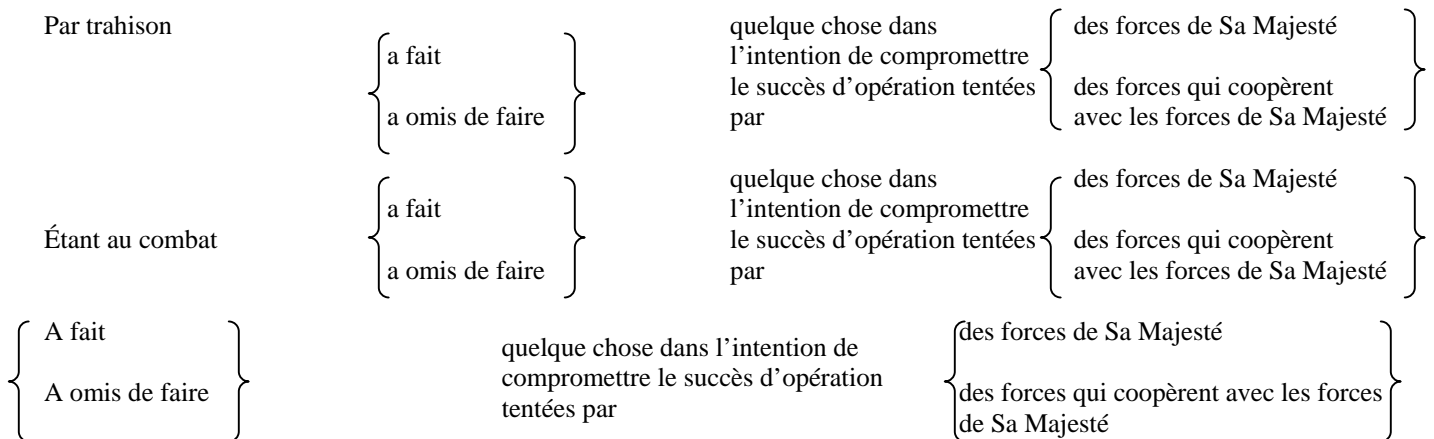 Par trahison
a fait
a omis de faire
quelque chose dans
l’intention de compromettre
le succès d’opération tentées
par
des forces de Sa Majesté
des forces qui coopèrent
avec les forces de Sa Majesté
Étant au combat
a fait
a omis de faire
quelque chose dans
l’intention de compromettre
le succès d’opération tentées
par
des forces de Sa Majesté
des forces qui coopèrent
avec les forces de Sa Majesté
A fait
A omis de faire
quelque chose dans l’intention de
compromettre le succès d’opération
tentées par
des forces de Sa Majesté
des forces qui coopèrent avec les forces
de Sa Majesté